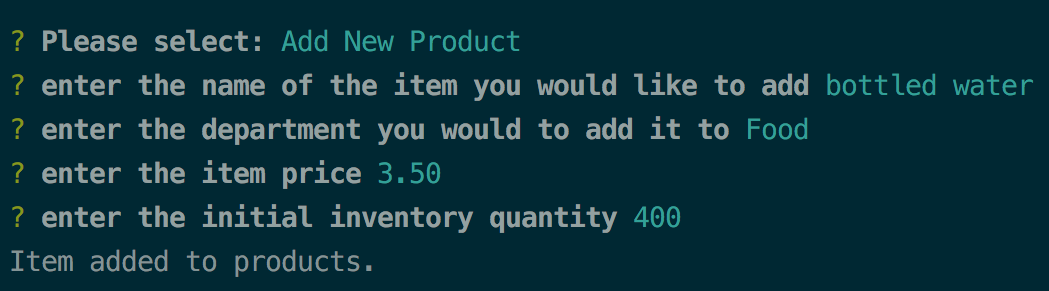 ? Please select: Add New Product
? enter the name of the item you would like to add bottled water
? enter the department you would to add it to Food
? enter the item price 3.50
? enter the initial inventory quantity 400
Item added to products.